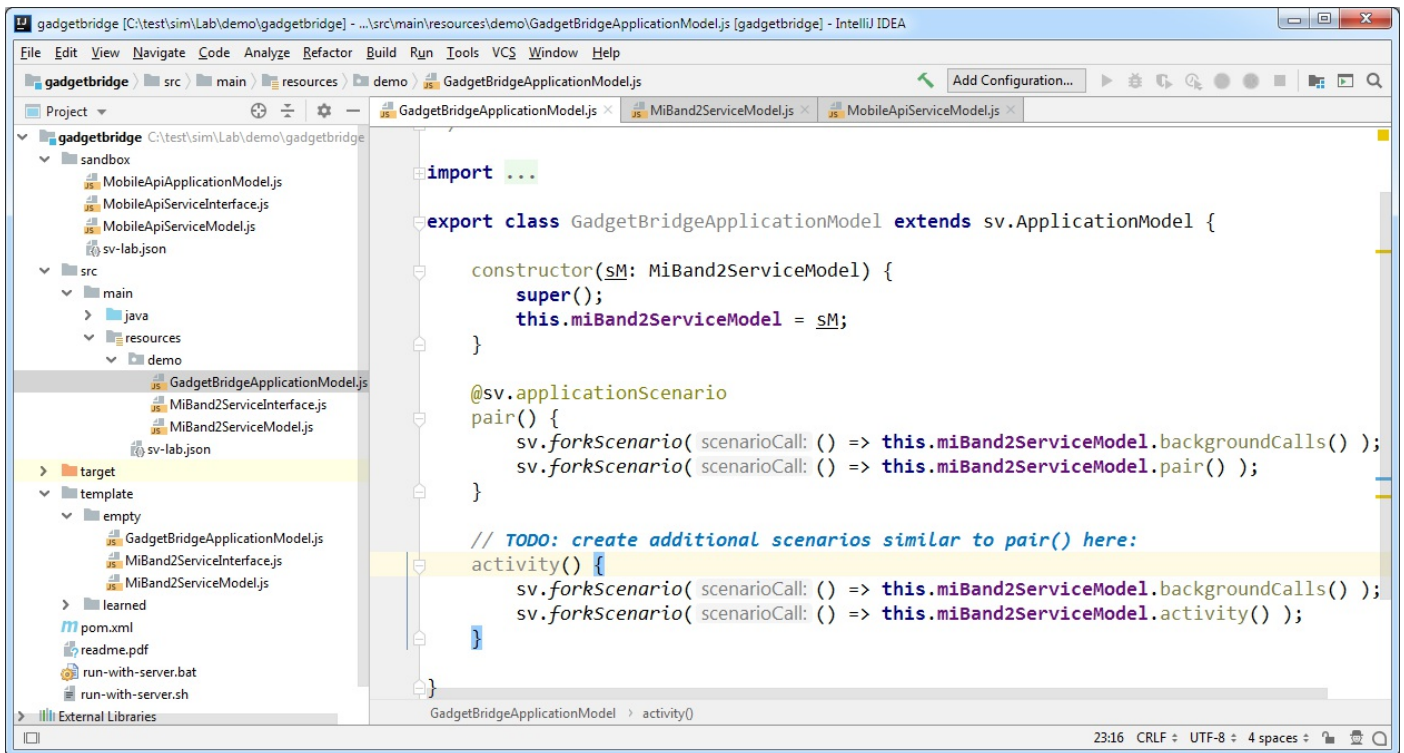 gadgetbridge [C:\test\sim\Lab\demo\gadgetbridge] - ...\src\main\resources\demo\GadgetBridgeApplicationModel.js [gadgetbridge] - IntelliJ IDEA
File Edit View Navigate Code Analyze Refactor Build Run Tools VCS Window Help
gadgetbridge src main resources demo GadgetBridgeApplicationModel.js Add Configuration...
Project GadgetBridgeApplicationModel.js MiBand2ServiceModel.js MobileApiServiceModel.js
gadgetbridge C:\test\sim\Lab\demo\gadgetbridge
sandbox
MobileApiApplicationModel.js
MobileApiServiceInterface.js
MobileApiServiceModel.js
sv-lab.json
src
main
java
resources
demo
GadgetBridgeApplicationModel.js
MiBand2ServiceInterface.js
MiBand2ServiceModel.js
sv-lab.json
target
template
empty
GadgetBridgeApplicationModel.js
MiBand2ServiceInterface.js
MiBand2ServiceModel.js
learned
pom.xml
readme.pdf
run-with-server.bat
run-with-server.sh
External Libraries
import ...
export class GadgetBridgeApplicationModel extends sv.ApplicationModel {
constructor(sM: MiBand2ServiceModel) {
super();
this.miBand2ServiceModel = sM;
}
@sv.applicationScenario
pair() {
sv.forkScenario( scenarioCall: () => this.miBand2ServiceModel.backgroundCalls() );
sv.forkScenario( scenarioCall: () => this.miBand2ServiceModel.pair() );
}
// TODO: create additional scenarios similar to pair() here:
activity() {
sv.forkScenario( scenarioCall: () => this.miBand2ServiceModel.backgroundCalls() );
sv.forkScenario( scenarioCall: () => this.miBand2ServiceModel.activity() );
}
}
GadgetBridgeApplicationModel > activity()
23:16 CRLF UTF-8 4 spaces